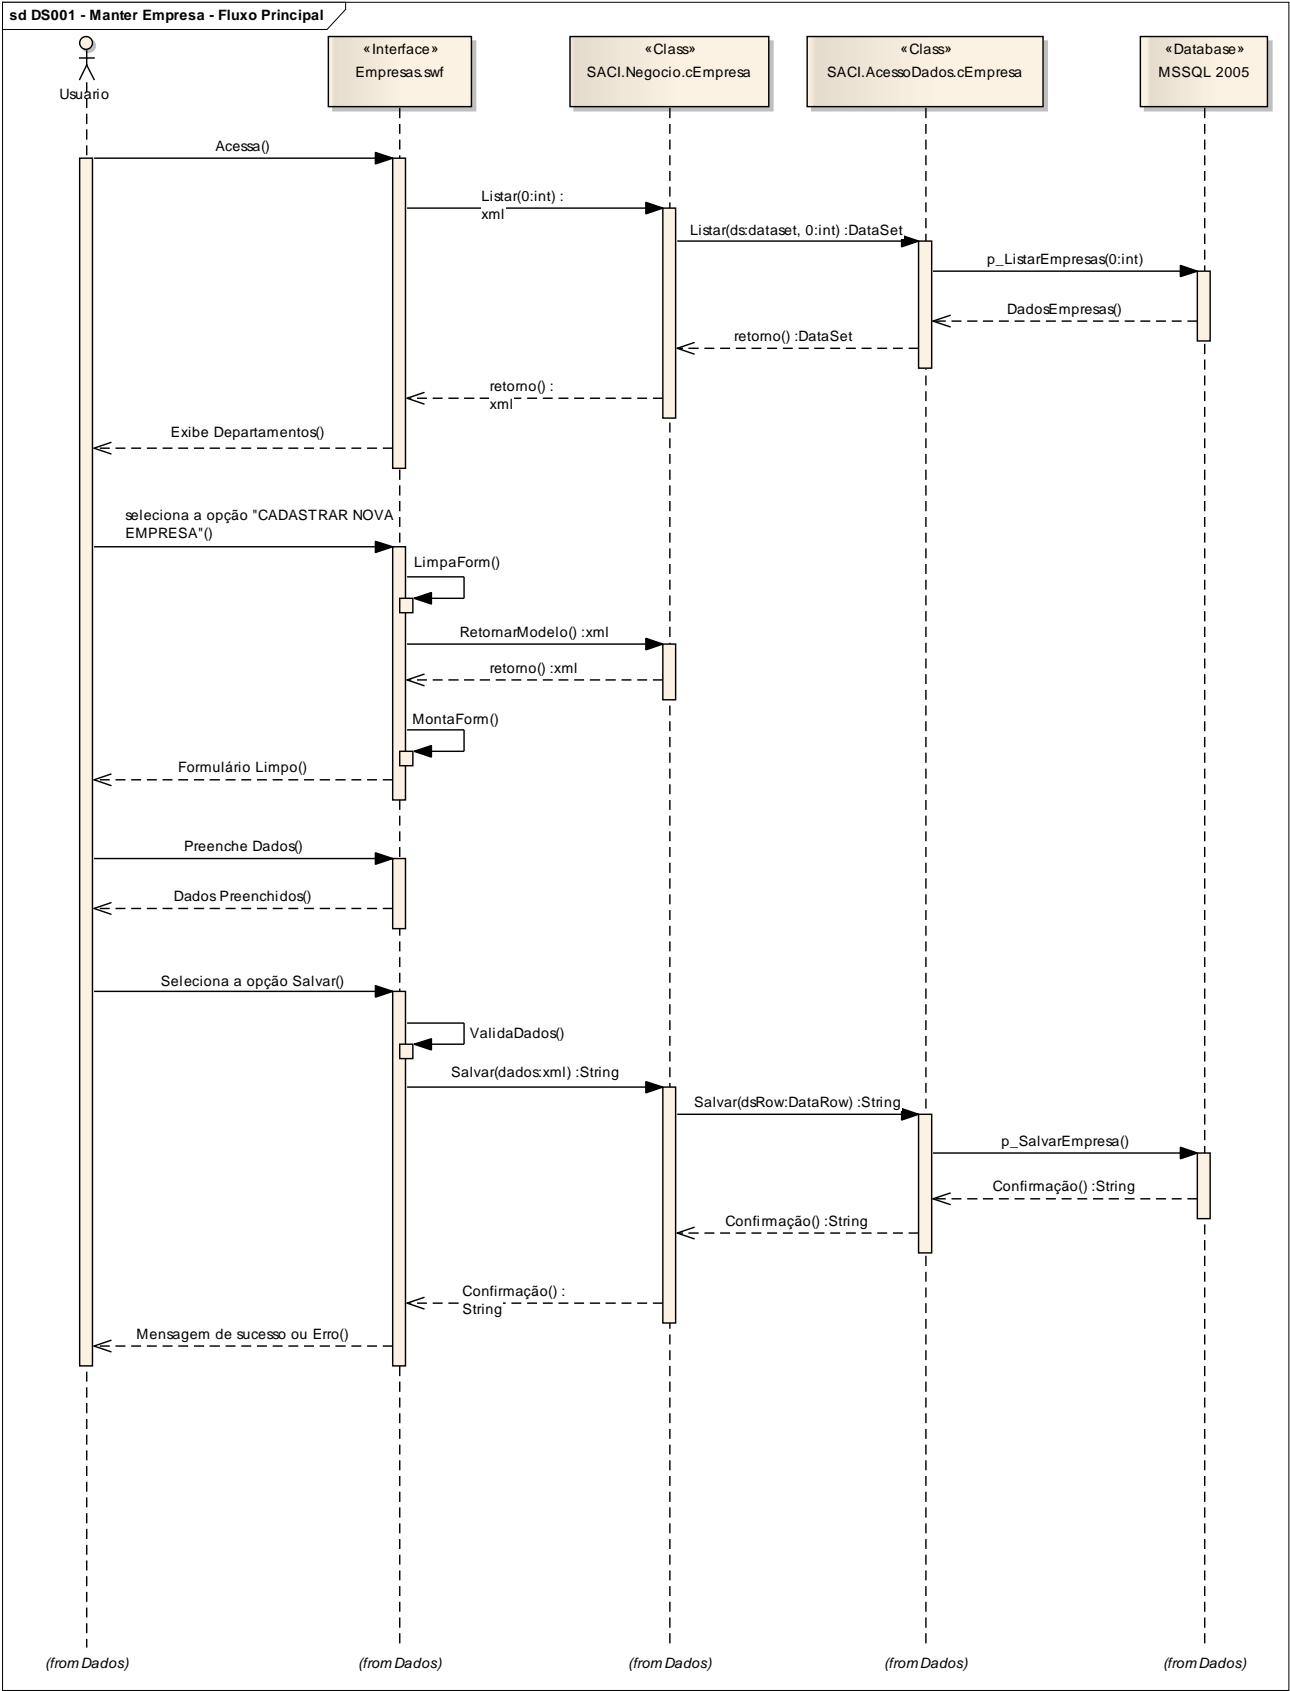 sd DS001 - Manter Empresa - Fluxo Principal
Usuário
«Interface»
Empresas.swf
«Class»
SACI.Negocio.cEmpresa
«Class»
SACI.AcessoDados.cEmpresa
«Database»
MSSQL 2005
Acessa()
Listar(0:int) :
xml
Listar(ds:dataset, 0:int) :DataSet
p_ListarEmpresas(0:int)
DadosEmpresas()
retorno() :DataSet
retorno() :
xml
Exibe Departamentos()
seleciona a opção "CADASTRAR NOVA
EMPRESA"()
LimpaForm()
RetornarModelo() :xml
retorno() :xml
MontaForm()
Formulário Limpo()
Preenche Dados()
Dados Preenchidos()
Seleciona a opção Salvar()
ValidaDados()
Salvar(dados:xml) :String
Salvar(dsRow:DataRow) :String
p_SalvarEmpresa()
Confirmação() :String
Confirmação() :String
Confirmação() :
String
Mensagem de sucesso ou Erro()
(from Dados)
(from Dados)
(from Dados)
(from Dados)
(from Dados)